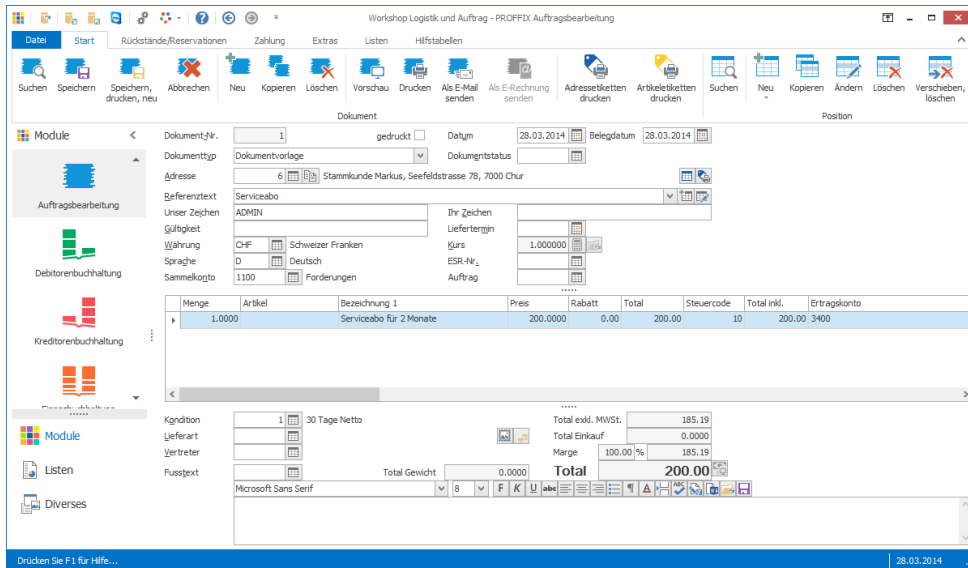 Workshop Logistik und Auftrag - PROFFIX Auftragsbearbeitung
Datei Start Rückstände/Reservationen Zahlung Extras Listen Hilfstabellen
Suchen Speichern Speichern, drucken, neu Abbrechen Neu Kopieren Löschen Vorschau Drucken Als E-Mail senden Als E-Rechnung senden Adressetiketten drucken Artikeletiketten drucken Suchen Neu Kopieren Ändern Löschen Verschieben, löschen
Dokument Position
Module
Auftragsbearbeitung
Debitorenbuchhaltung
Kreditorenbuchhaltung
Module
Listen
Diverses
Dokument-Nr. 1 gedruckt Datum 28.03.2014 Belegdatum 28.03.2014
Dokumenttyp Dokumentvorlage Dokumentstatus
Adresse 6 Stammkunde Markus, Seefeldstrasse 78, 7000 Chur
Referenztext Serviceabo
Unser Zeichen ADMIN Ihr Zeichen
Gültigkeit Liefertermin
Währung CHF Schweizer Franken Kurs 1.000000
Sprache D Deutsch ESR-Nr.
Sammelkonto 1100 Forderungen Auftrag
Menge Artikel Bezeichnung 1 Preis Rabatt Total Steuercode Total inkl. Ertragskonto
1.0000 Serviceabo für 2 Monate 200.0000 0.00 200.00 10 200.00 3400
Kondition 1 30 Tage Netto Total exkl. MWSt. 185.19
Lieferart Total Einkauf 0.0000
Vertreter Marge 100.00 % 185.19
Fusstext Total Gewicht 0.0000 Total 200.00
Microsoft Sans Serif 8 F K U abc ¶ A ABC
Drücken Sie F1 für Hilfe... 28.03.2014